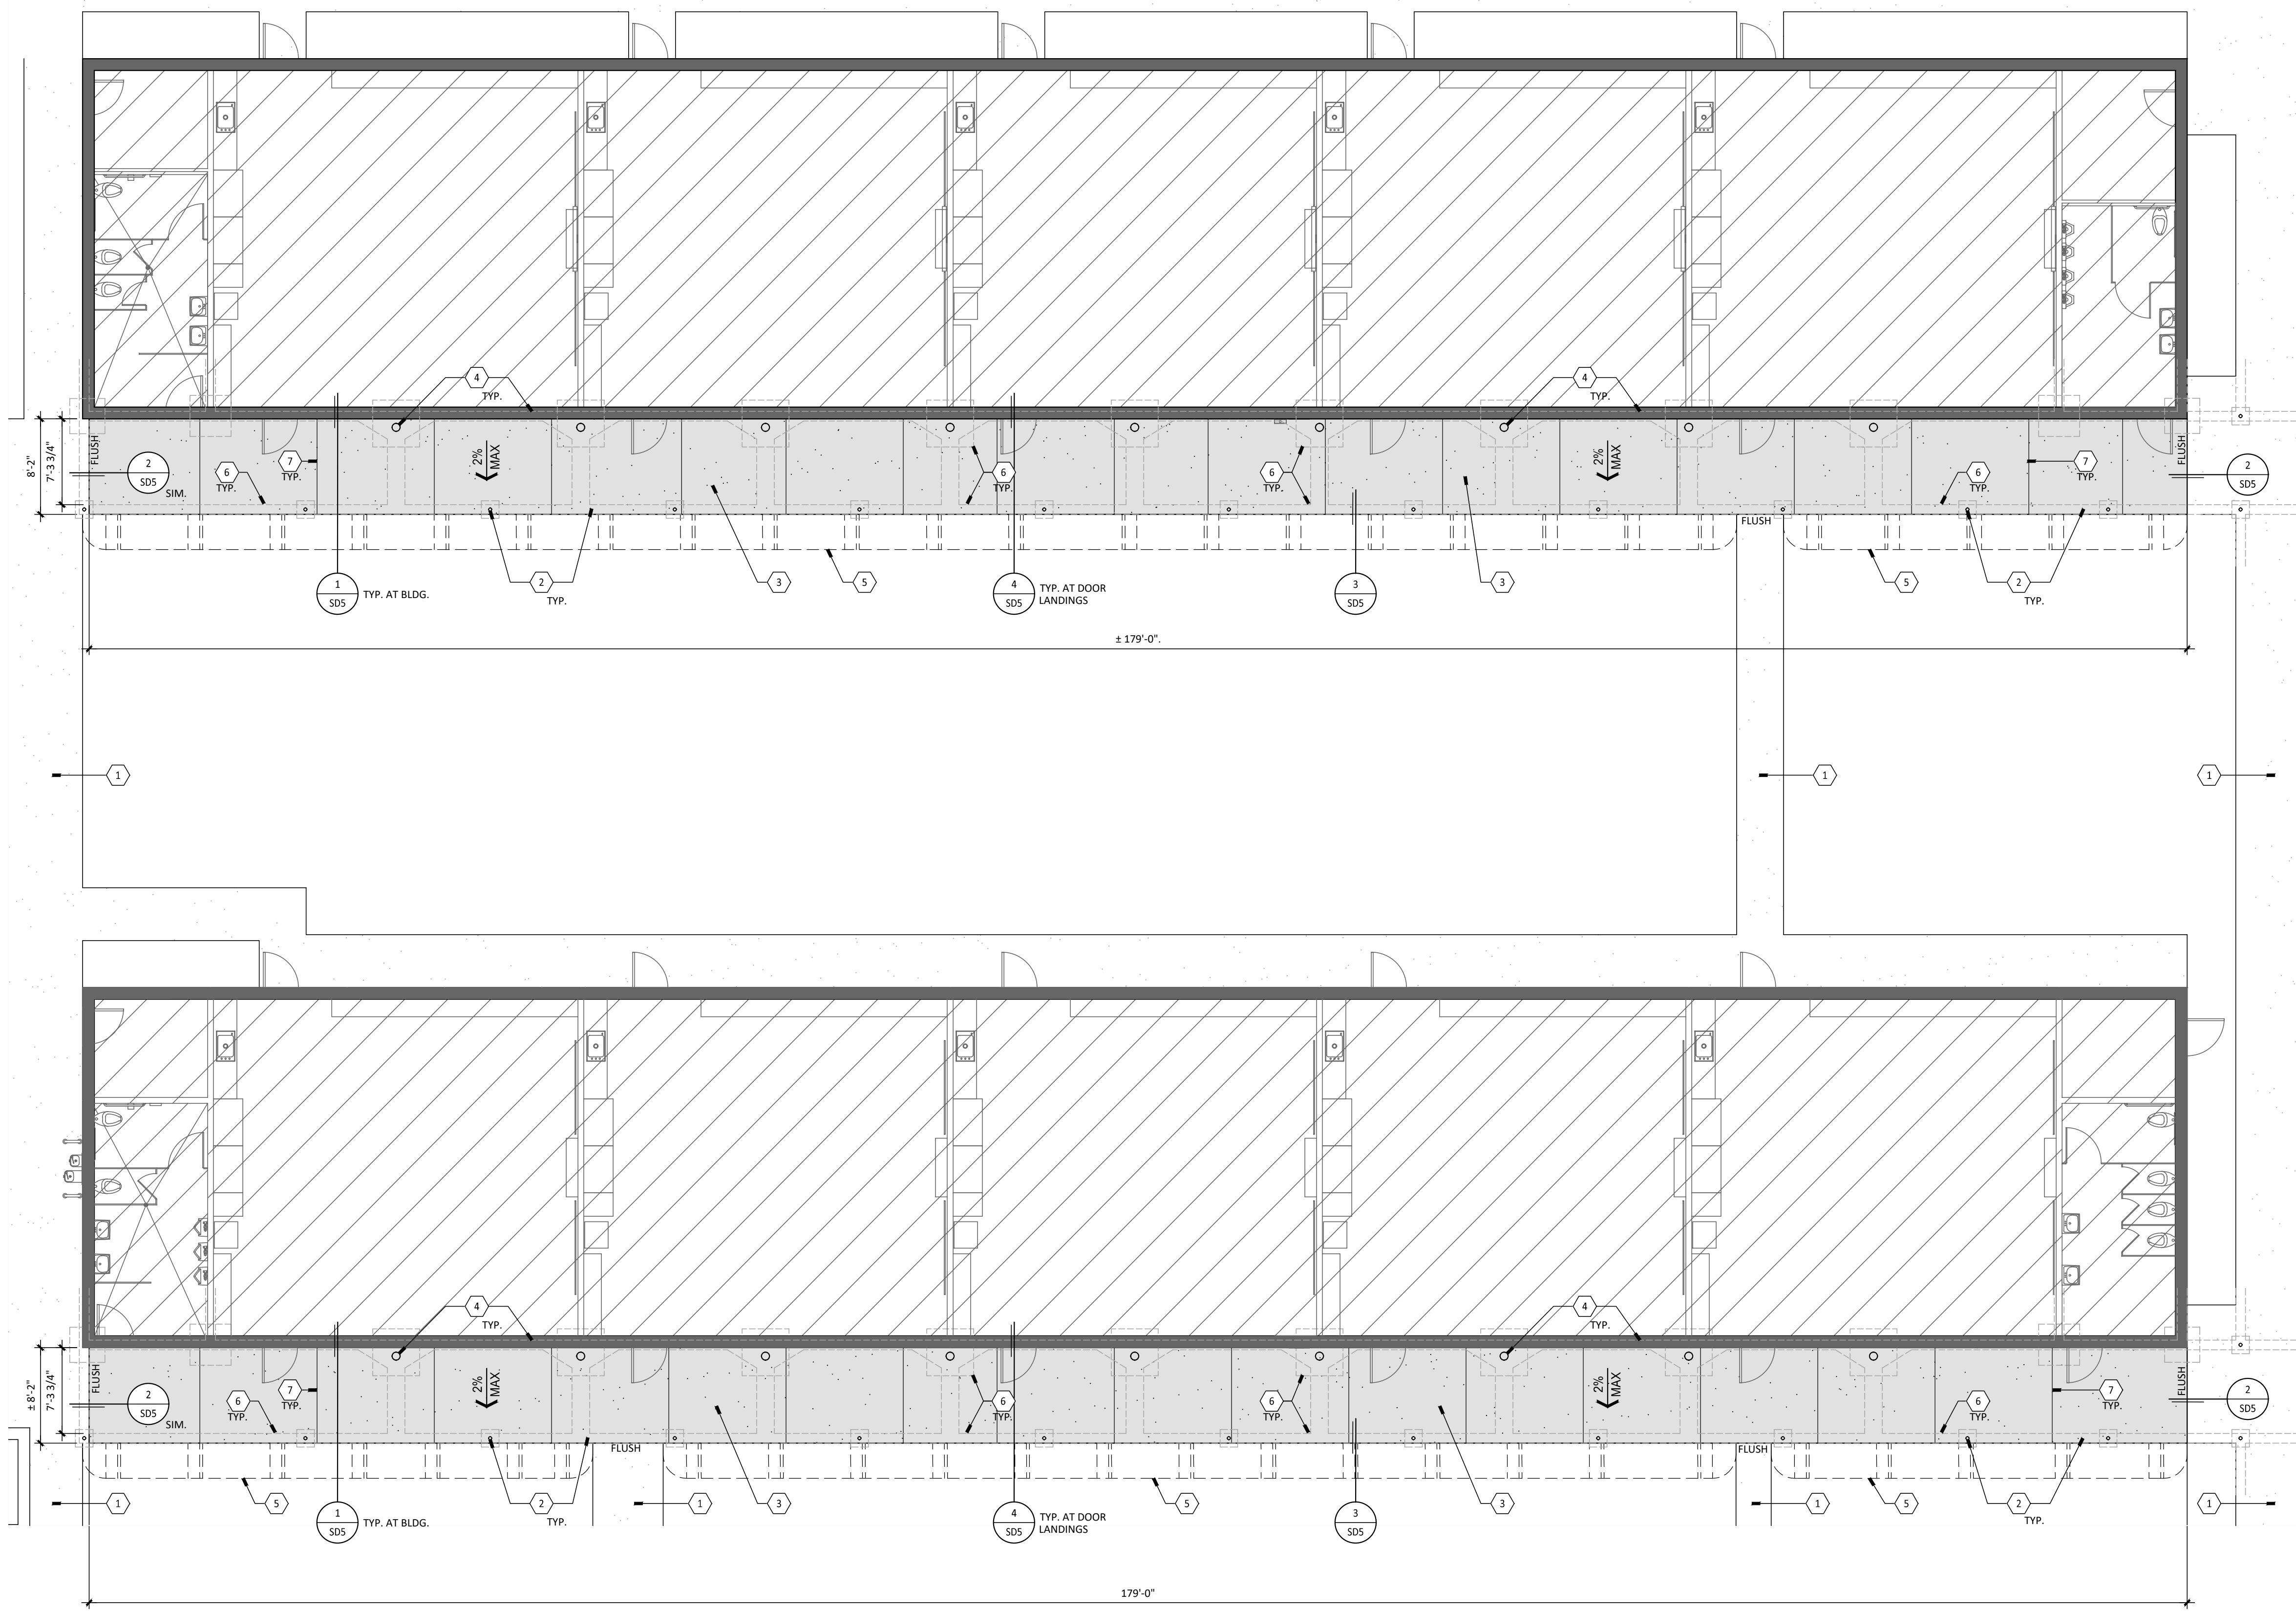 4
TYP.
4
TYP.
8'-2"
7'-3 3/4"
FLUSH
2
SD5
SIM.
6
TYP.
7
TYP.
2%
MAX
6
TYP.
6
TYP.
2%
MAX
6
TYP.
7
TYP.
FLUSH
2
SD5
FLUSH
1
SD5
TYP. AT BLDG.
2
TYP.
3
5
4
SD5
TYP. AT DOOR
LANDINGS
3
SD5
3
5
2
TYP.
± 179'-0".
1
1
1
4
TYP.
4
TYP.
± 8'-2"
7'-3 3/4"
FLUSH
2
SD5
SIM.
6
TYP.
7
TYP.
2%
MAX.
6
TYP.
6
TYP.
2%
MAX
6
TYP.
7
TYP.
FLUSH
2
SD5
FLUSH
FLUSH
1
5
1
SD5
TYP. AT BLDG.
2
TYP.
1
3
4
SD5
TYP. AT DOOR
LANDINGS
5
3
SD5
3
1
5
2
TYP.
1
179'-0"